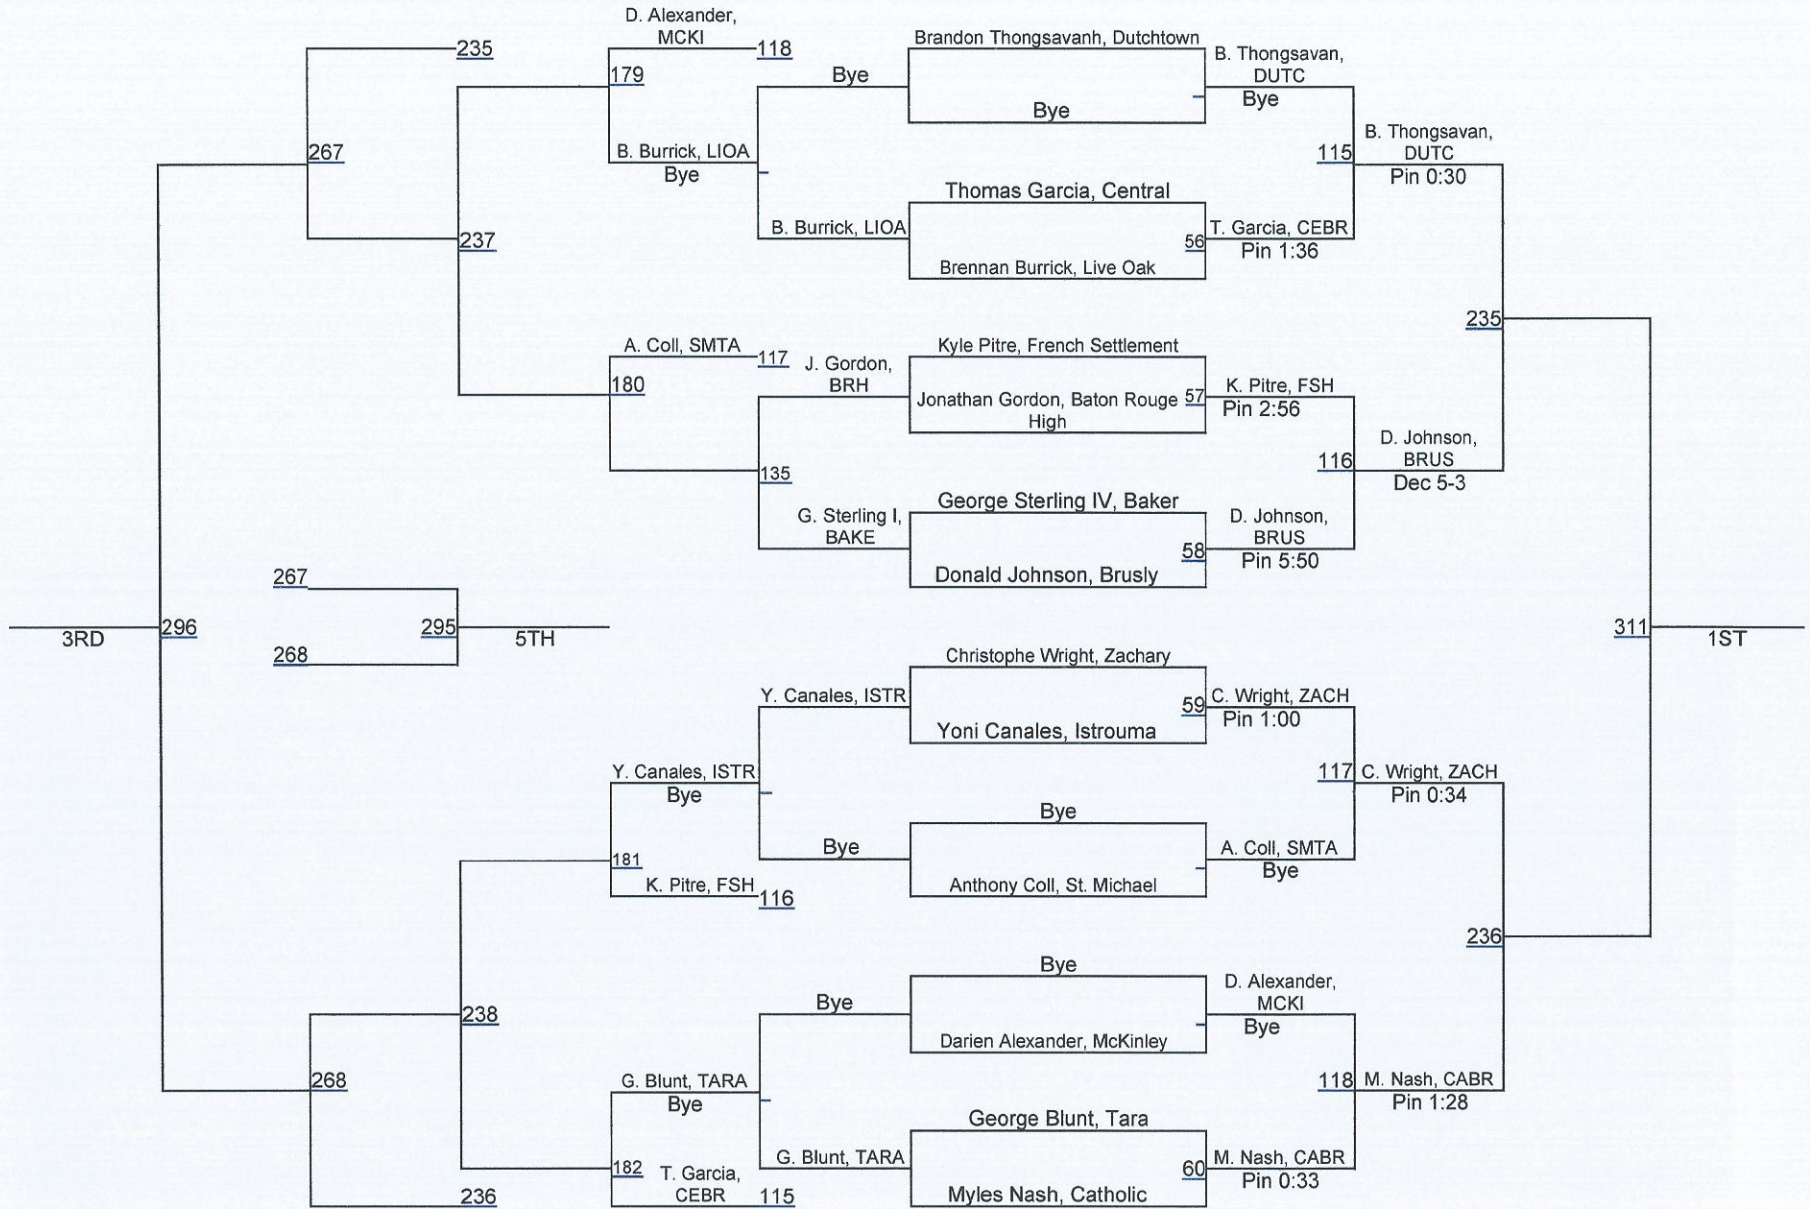 D. Alexander,
MCKI
235
118
179
Bye
Brandon Thongsavanh, Dutchtown
Bye
B. Thongsavan,
DUTC
Bye
267
B. Burrick, LIOA
Bye
115
B. Thongsavan,
DUTC
Pin 0:30
Thomas Garcia, Central
237
B. Burrick, LIOA
56
T. Garcia, CEBR
Pin 1:36
Brennan Burrick, Live Oak
235
A. Coll, SMTA
117
J. Gordon,
BRH
Kyle Pitre, French Settlement
180
Jonathan Gordon, Baton Rouge
High
57
K. Pitre, FSH
Pin 2:56
135
116
D. Johnson,
BRUS
Dec 5-3
George Sterling IV, Baker
G. Sterling I,
BAKE
58
D. Johnson,
BRUS
Pin 5:50
Donald Johnson, Brusly
267
3RD
296
295
5TH
268
311
1ST
Christophe Wright, Zachary
Y. Canales, ISTR
59
C. Wright, ZACH
Pin 1:00
Yoni Canales, Istrouma
Y. Canales, ISTR
Bye
117
C. Wright, ZACH
Pin 0:34
Bye
Bye
181
A. Coll, SMTA
Bye
K. Pitre, FSH
116
Anthony Coll, St. Michael
236
Bye
Bye
D. Alexander,
MCKI
Bye
238
Darien Alexander, McKinley
268
G. Blunt, TARA
Bye
118
M. Nash, CABR
Pin 1:28
George Blunt, Tara
182
T. Garcia,
CEBR
G. Blunt, TARA
60
M. Nash, CABR
Pin 0:33
236
115
Myles Nash, Catholic